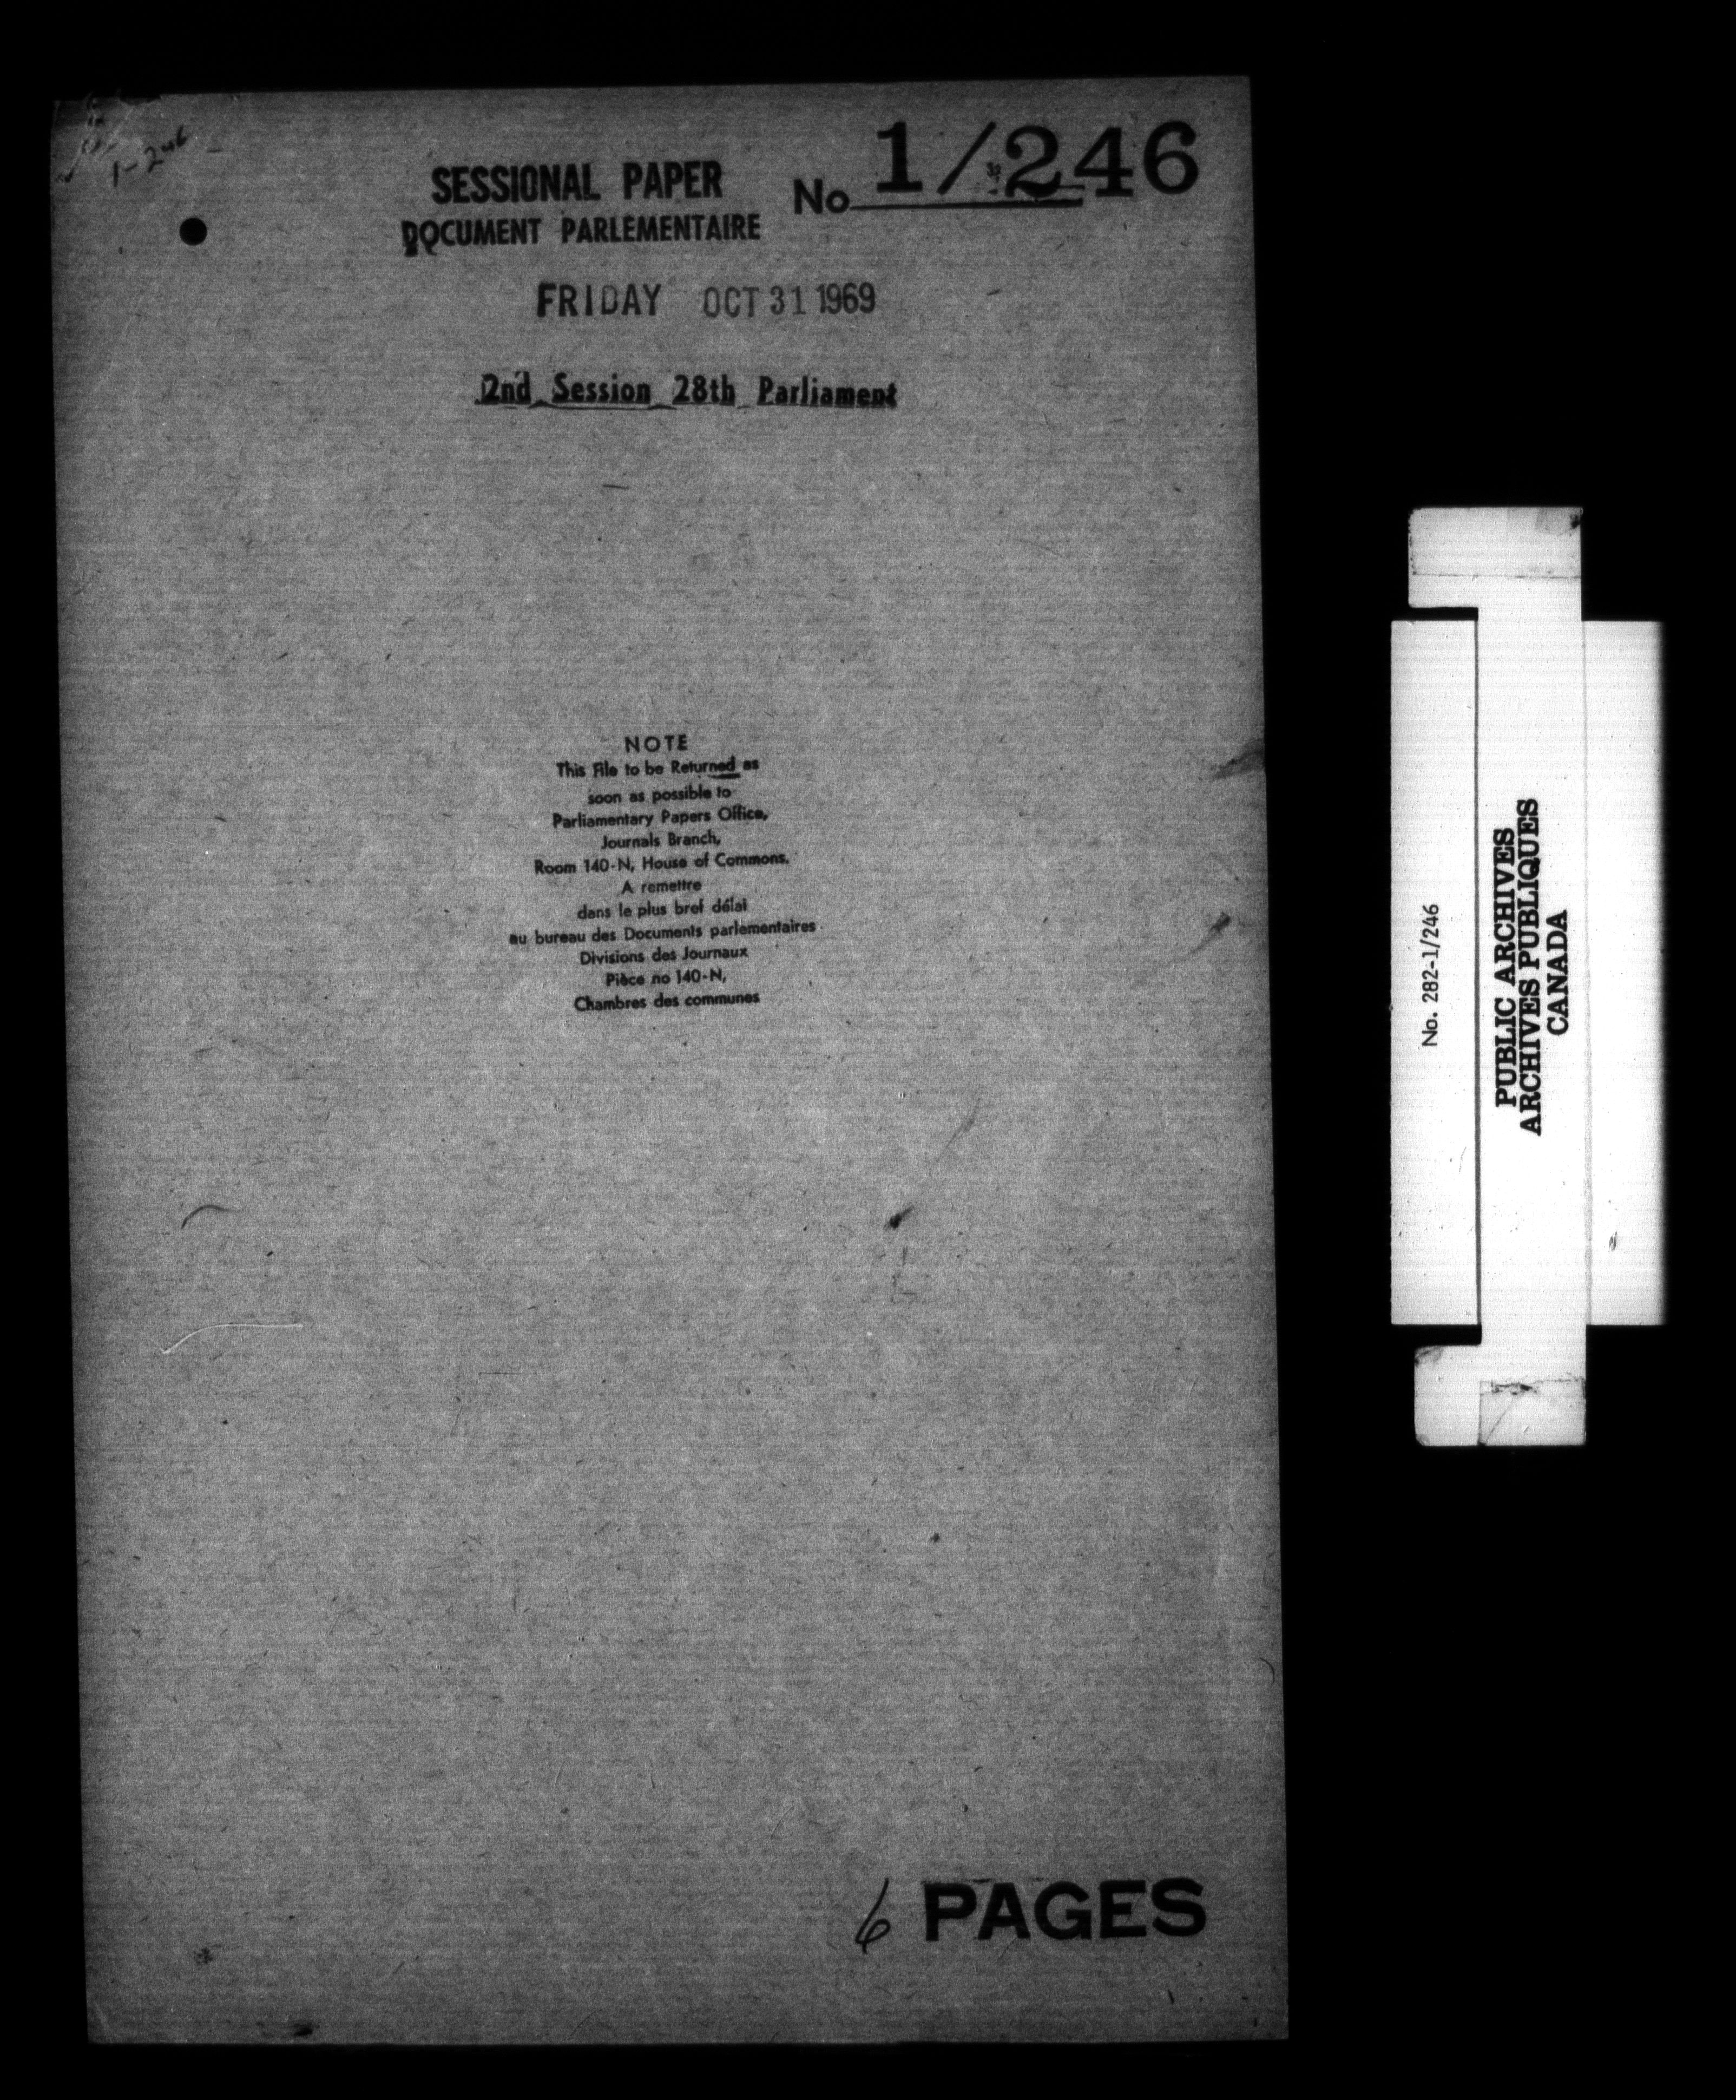 1-246
SESSIONAL PAPER No 1/246
DOCUMENT PARLEMENTAIRE
FRIDAY OCT 31 1969
2nd Session 28th Parliament
NOTE
This File to be Returned as
soon as possible to
Parliamentary Papers Office,
Journals Branch,
Room 140-N, House of Commons.
A remettre
dans le plus bref délai
au bureau des Documents parlementaires
Divisions des Journaux
Pièce no 140-N,
Chambres des communes
6 PAGES
No. 282-1/246
PUBLIC ARCHIVES
ARCHIVES PUBLIQUES
CANADA